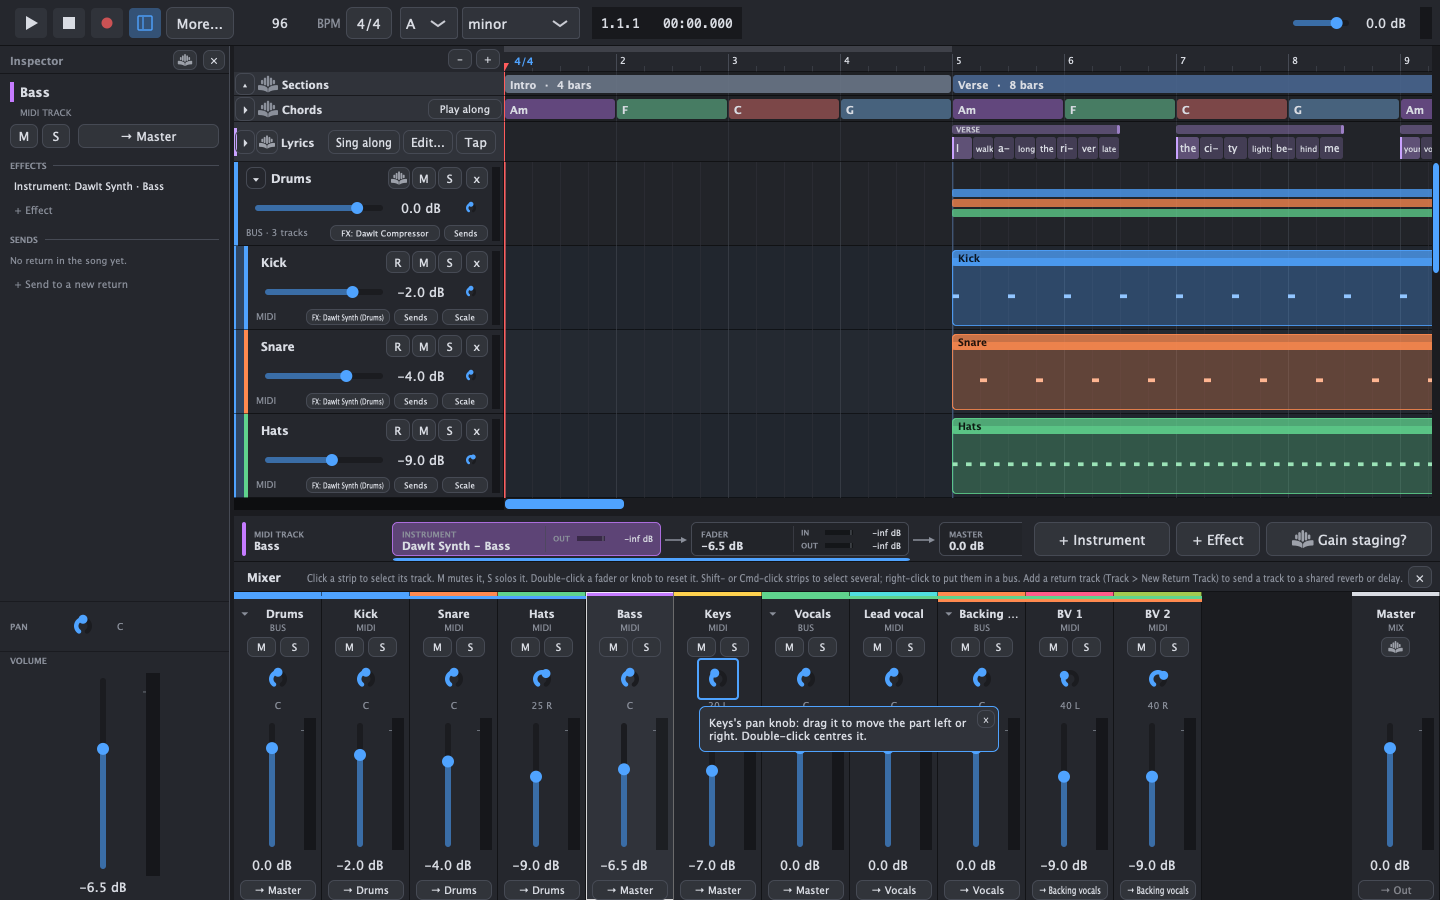 More...
96 BPM 4/4 A minor 1.1.1 00:00.000 0.0 dB
Inspector x
Bass
MIDI TRACK
M S → Master
EFFECTS
Instrument: DawIt Synth · Bass
+ Effect
SENDS
No return in the song yet.
+ Send to a new return
PAN C
VOLUME
-6.5 dB
- + 4/4 2 3 4 5 6 7 8 9
Sections Intro · 4 bars Verse · 8 bars
Chords Play along Am F C G Am F C G Am
VERSE
Lyrics Sing along Edit... Tap I walk a- long the ri- ver late the ci- ty light: be- hind me your
Drums M S x
0.0 dB
BUS · 3 tracks FX: DawIt Compressor Sends
Kick R M S x Kick
-2.0 dB
MIDI FX: DawIt Synth (Drums) Sends Scale
Snare R M S x Snare
-4.0 dB
MIDI FX: DawIt Synth (Drums) Sends Scale
Hats R M S x Hats
-9.0 dB
MIDI FX: DawIt Synth (Drums) Sends Scale
MIDI TRACK
Bass
INSTRUMENT OUT -inf dB
DawIt Synth - Bass
FADER IN -inf dB
-6.5 dB OUT -inf dB
MASTER
0.0 dB
+ Instrument + Effect Gain staging?
Mixer Click a strip to select its track. M mutes it, S solos it. Double-click a fader or knob to reset it. Shift- or Cmd-click strips to select several; right-click to put them in a bus. Add a return track (Track > New Return Track) to send a track to a shared reverb or delay. x
Drums Kick Snare Hats Bass Keys Vocals Lead vocal Backing ... BV 1 BV 2 Master
BUS MIDI MIDI MIDI MIDI MIDI BUS MIDI BUS MIDI MIDI MIX
M S M S M S M S M S M S M S M S M S M S M S
C C C 25 R C 40 L 40 R
Keys's pan knob: drag it to move the part left or x
right. Double-click centres it.
0.0 dB -2.0 dB -4.0 dB -9.0 dB -6.5 dB -7.0 dB 0.0 dB 0.0 dB 0.0 dB -9.0 dB -9.0 dB 0.0 dB
→ Master → Drums → Drums → Drums → Master → Master → Master → Vocals → Vocals → Backing vocals → Backing vocals → Out